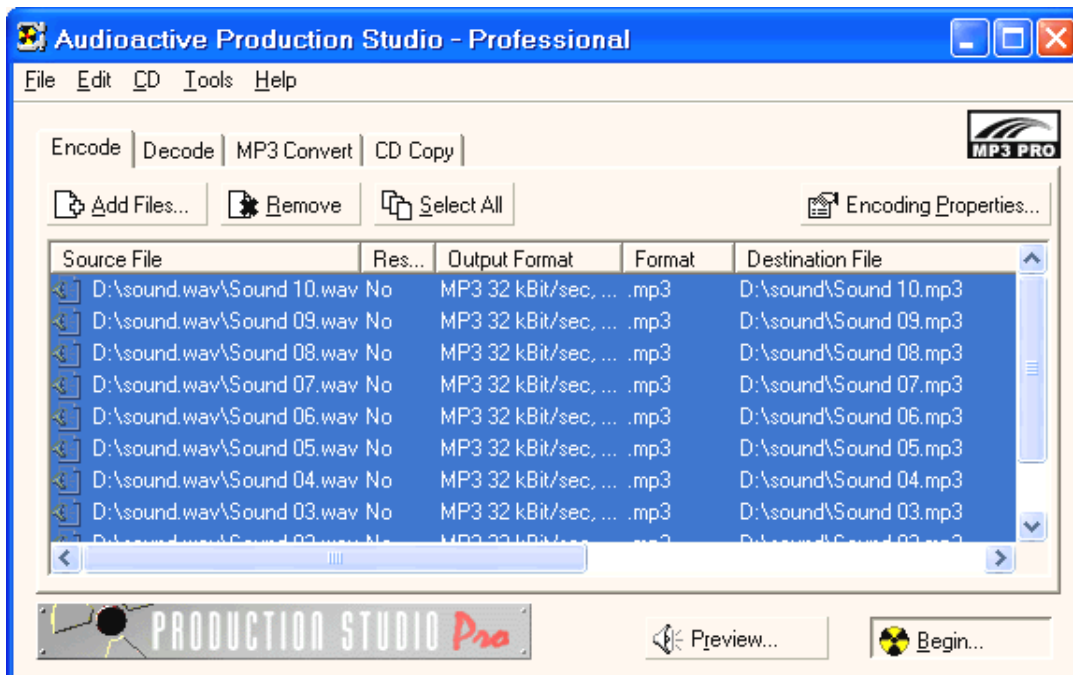 Audioactive Production Studio - Professional
File Edit CD Tools Help
MP3 PRO
Encode Decode MP3 Convert CD Copy
Add Files... Remove Select All Encoding Properties...
Source File Res... Output Format Format Destination File
D:\sound.wav\Sound 10.wav No MP3 32 kBit/sec, ... .mp3 D:\sound\Sound 10.mp3
D:\sound.wav\Sound 09.wav No MP3 32 kBit/sec, ... .mp3 D:\sound\Sound 09.mp3
D:\sound.wav\Sound 08.wav No MP3 32 kBit/sec, ... .mp3 D:\sound\Sound 08.mp3
D:\sound.wav\Sound 07.wav No MP3 32 kBit/sec, ... .mp3 D:\sound\Sound 07.mp3
D:\sound.wav\Sound 06.wav No MP3 32 kBit/sec, ... .mp3 D:\sound\Sound 06.mp3
D:\sound.wav\Sound 05.wav No MP3 32 kBit/sec, ... .mp3 D:\sound\Sound 05.mp3
D:\sound.wav\Sound 04.wav No MP3 32 kBit/sec, ... .mp3 D:\sound\Sound 04.mp3
D:\sound.wav\Sound 03.wav No MP3 32 kBit/sec, ... .mp3 D:\sound\Sound 03.mp3
PRODUCTION STUDIO Pro
Preview... Begin...